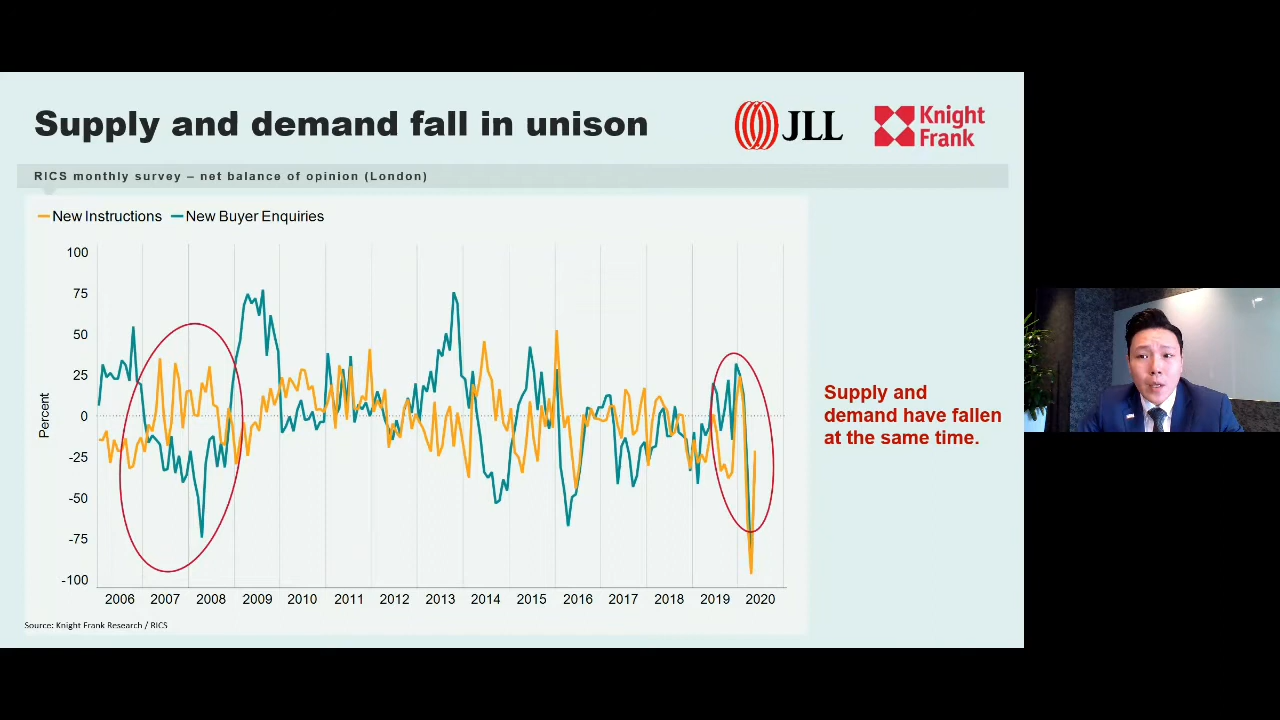 Supply and demand fall in unison
JLL
Knight
Frank
RICS monthly survey – net balance of opinion (London)
New Instructions
New Buyer Enquiries
100
75
50
25
0
-25
-50
-75
-100
Percent
2006
2007
2008
2009
2010
2011
2012
2013
2014
2015
2016
2017
2018
2019
2020
Supply and
demand have fallen
at the same time.
Source: Knight Frank Research / RICS